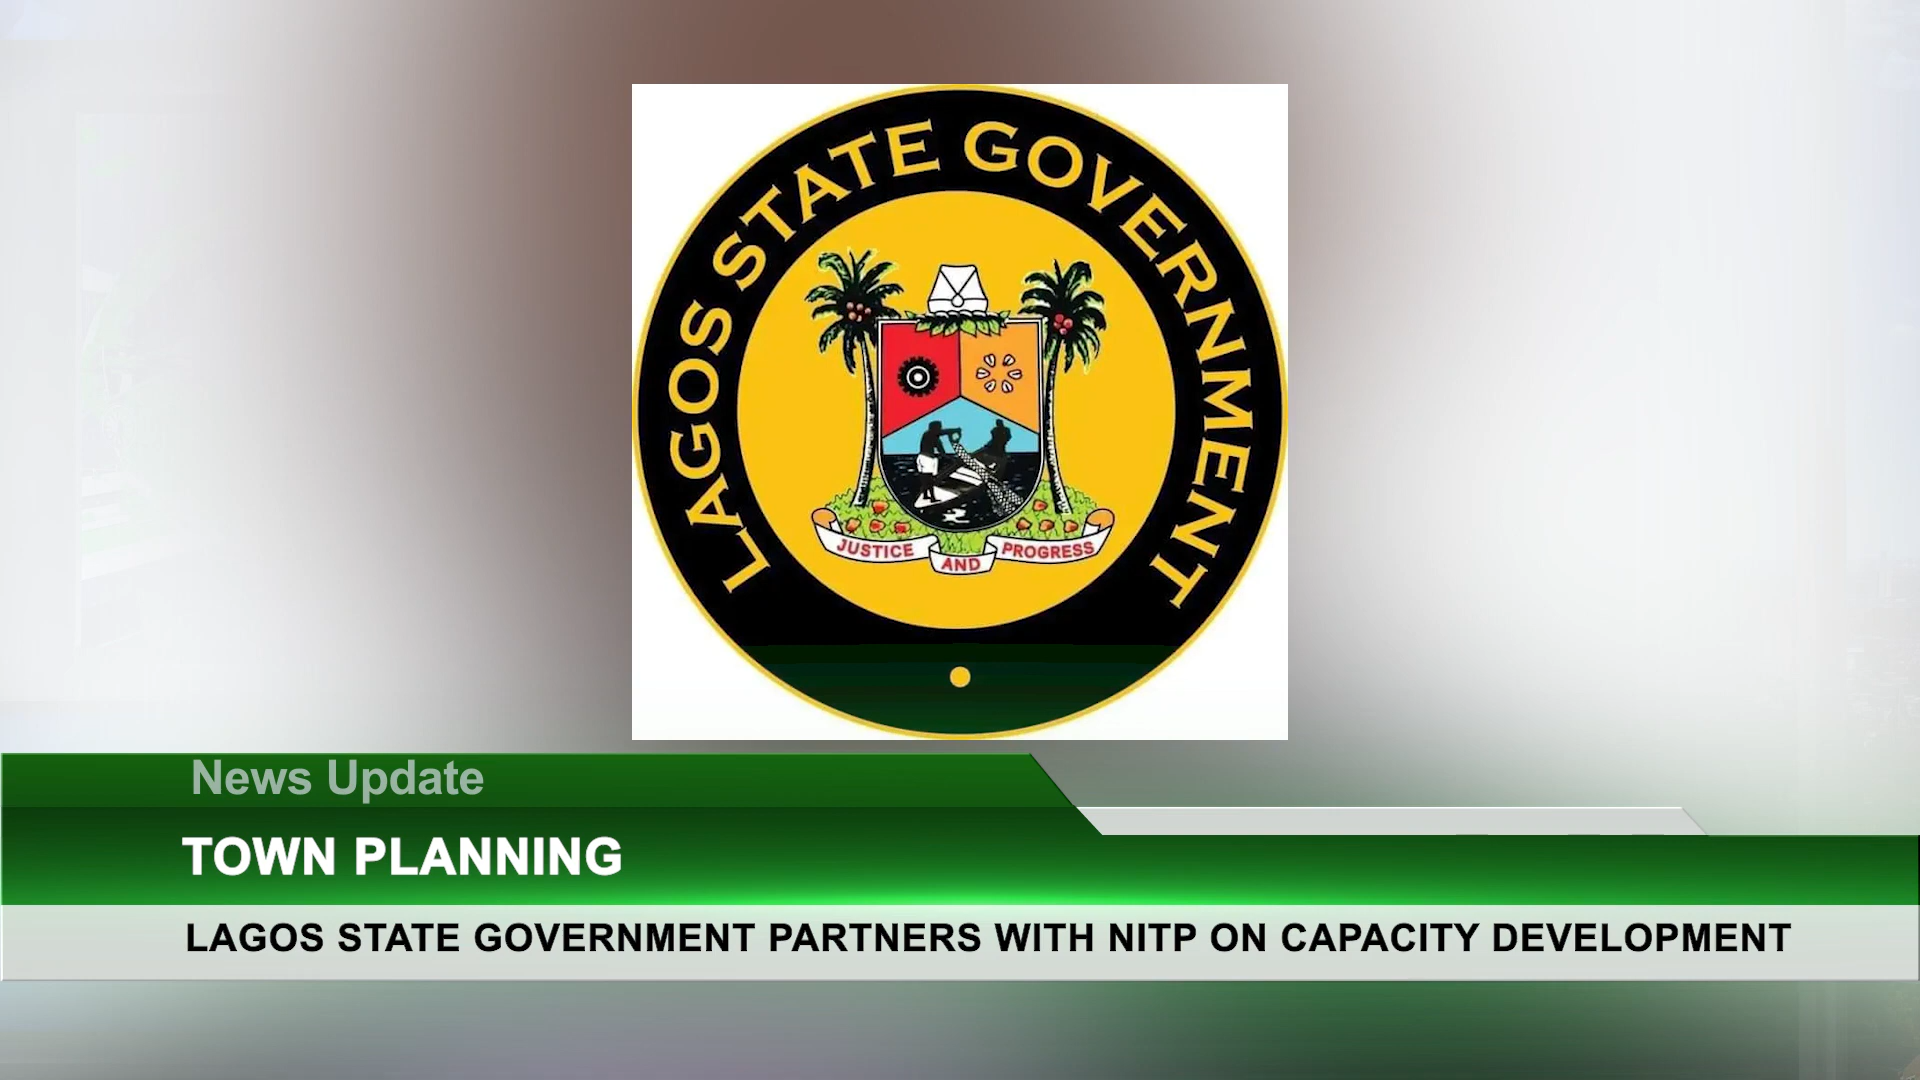 LAGOS STATE GOVERNMENT
JUSTICE AND PROGRESS
News Update
TOWN PLANNING
LAGOS STATE GOVERNMENT PARTNERS WITH NITP ON CAPACITY DEVELOPMENT